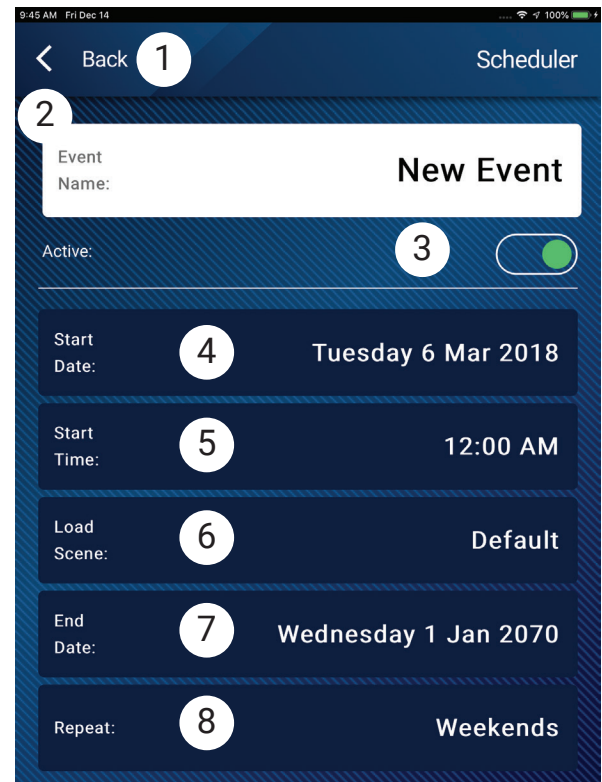 9:45 AM Fri Dec 14 100%
Back 1 Scheduler
2
Event
Name:
New Event
Active: 3
Start
Date:
4 Tuesday 6 Mar 2018
Start
Time:
5 12:00 AM
Load
Scene:
6 Default
End
Date:
7 Wednesday 1 Jan 2070
Repeat: 8 Weekends